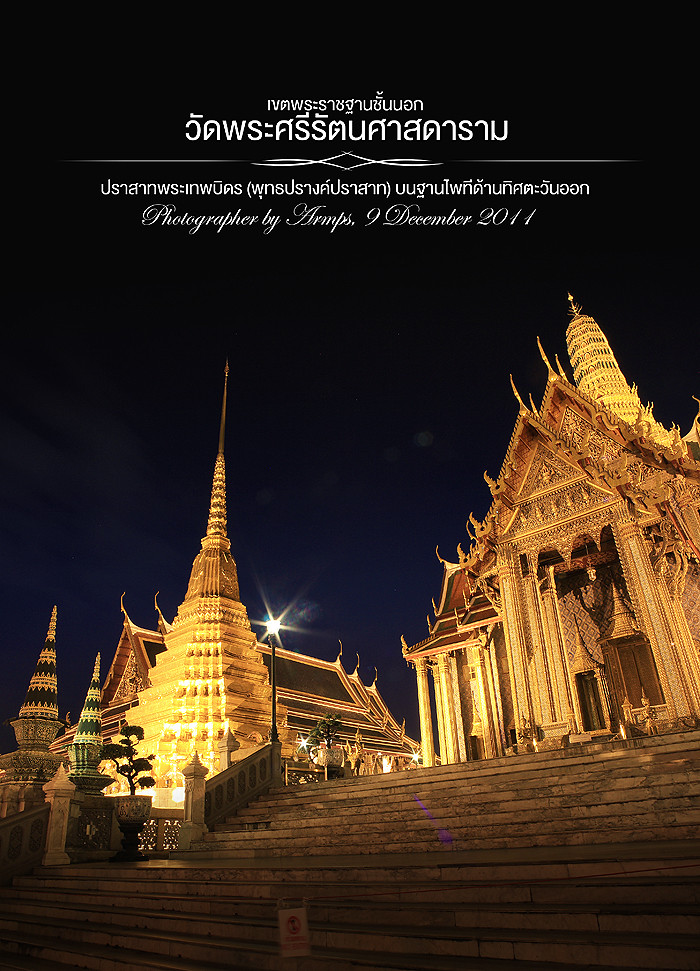 เขตพระราชฐานชั้นนอก
วัดพระศรีรัตนศาสดาราม
ปราสาทพระเทพบิดร (พุทธปรางค์ปราสาท) บนฐานไพทีด้านทิศตะวันออก
Photographer by Armps, 9 December 2011